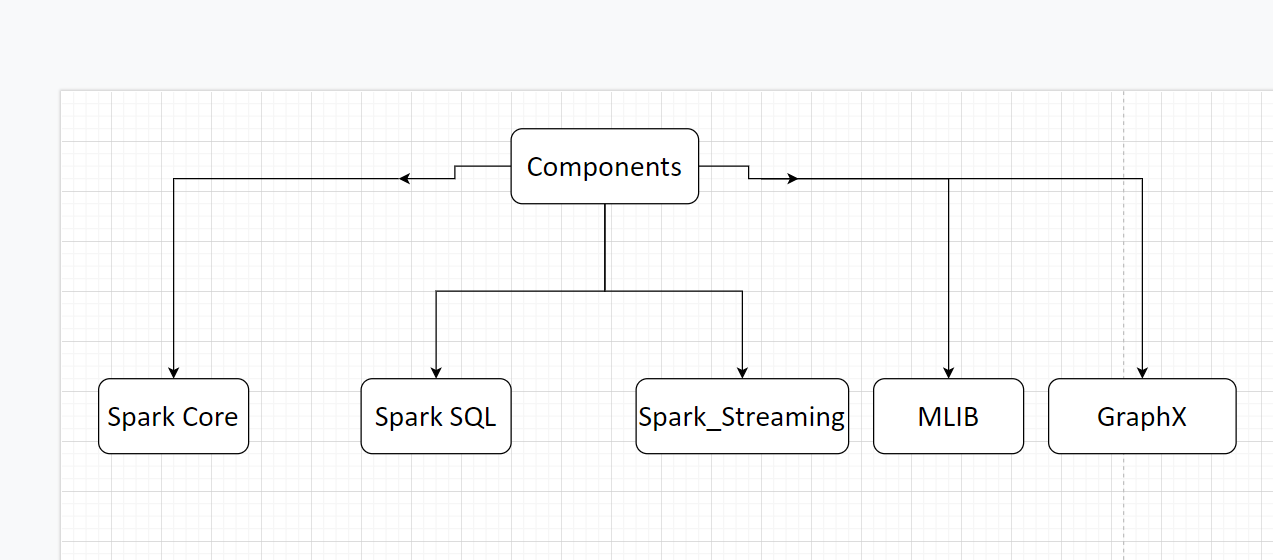 Components
Spark Core
Spark SQL
Spark_Streaming
MLIB
GraphX